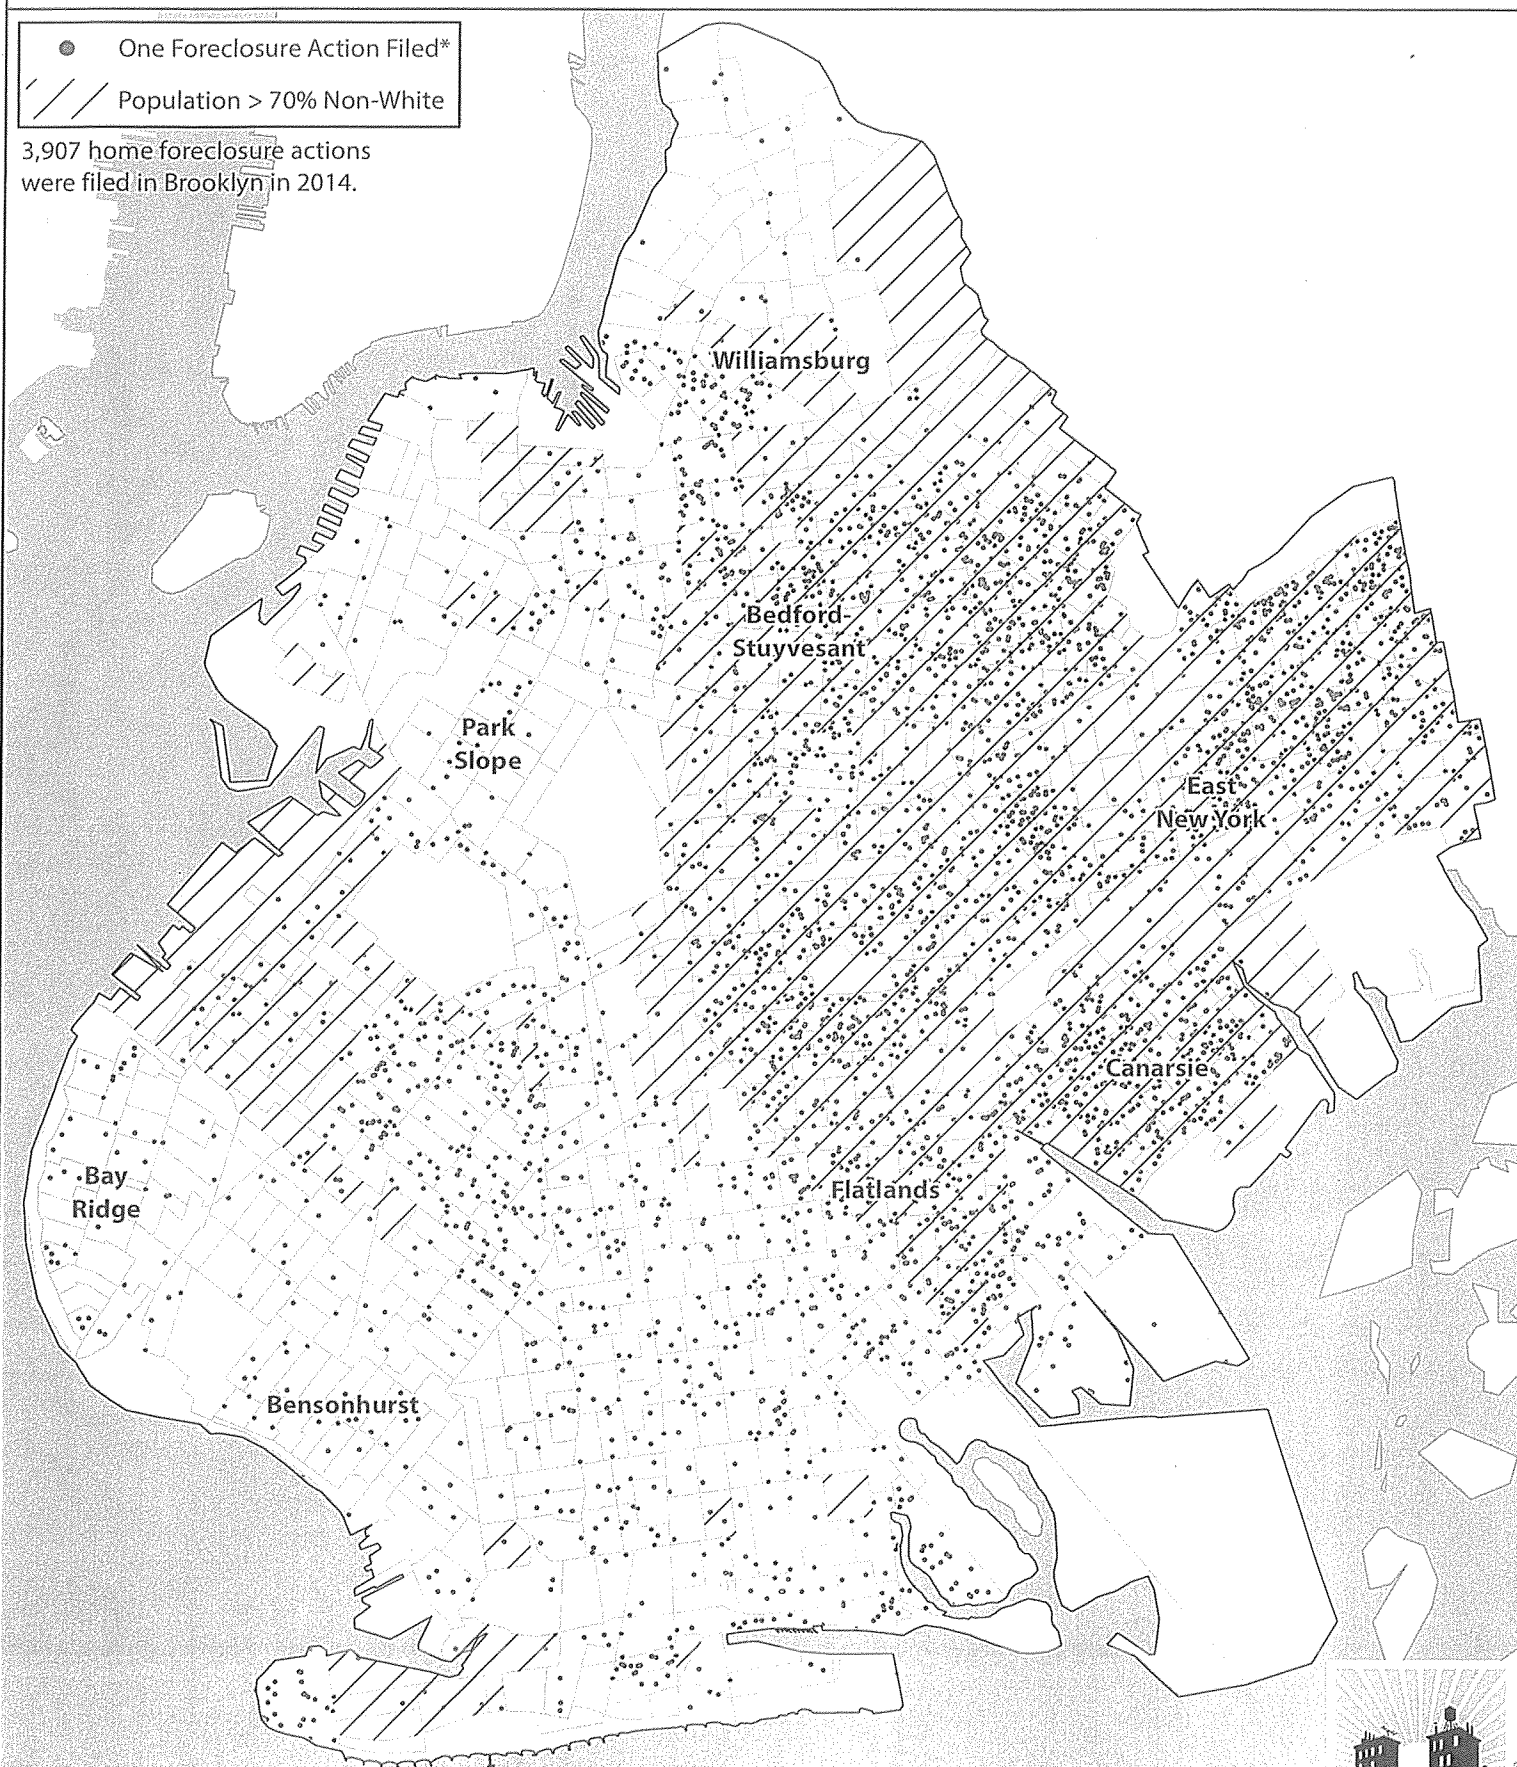 One Foreclosure Action Filed*
Population > 70% Non-White
3,907 home foreclosure actions
were filed in Brooklyn in 2014.
Williamsburg
Bedford-
Stuyvesant
Park
Slope
East
New York
Canarsie
Bay
Ridge
Flatlands
Bensonhurst